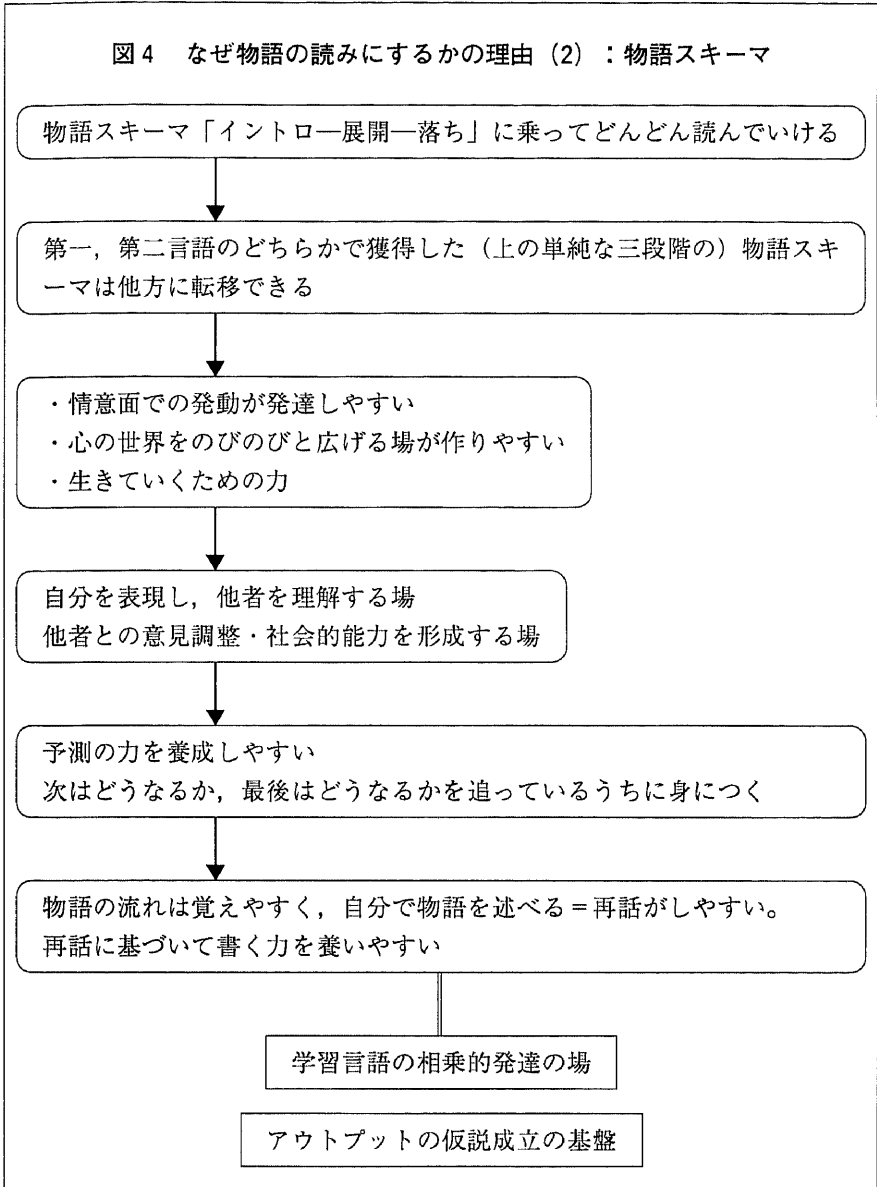 図4 なぜ物語の読みにするかの理由（2）：物語スキーマ
物語スキーマ「イントロ―展開―落ち」に乗ってどんどん読んでいける
第一，第二言語のどちらかで獲得した（上の単純な三段階の）物語スキ
ーマは他方に転移できる
・情意面での発動が発達しやすい
・心の世界をのびのびと広げる場が作りやすい
・生きていくための力
自分を表現し，他者を理解する場
他者との意見調整・社会的能力を形成する場
予測の力を養成しやすい
次はどうなるか，最後はどうなるかを追っているうちに身につく
物語の流れは覚えやすく，自分で物語を述べる＝再話がしやすい。
再話に基づいて書く力を養いやすい
学習言語の相乗的発達の場
アウトプットの仮説成立の基盤